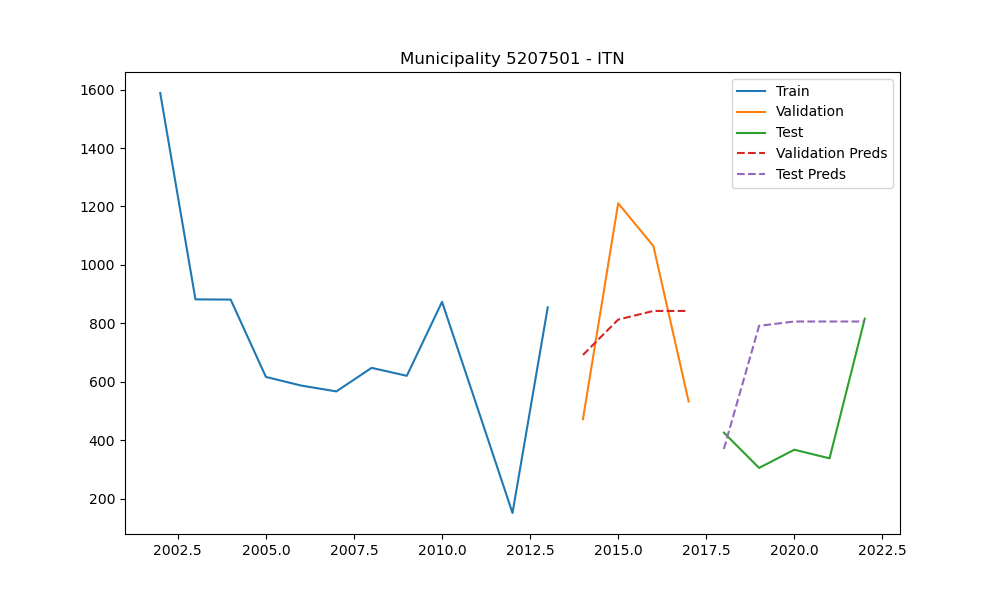 Municipality 5207501 - ITN
Train
Validation
Test
Validation Preds
Test Preds
1600
1400
1200
1000
800
600
400
200
2002.5 2005.0 2007.5 2010.0 2012.5 2015.0 2017.5 2020.0 2022.5